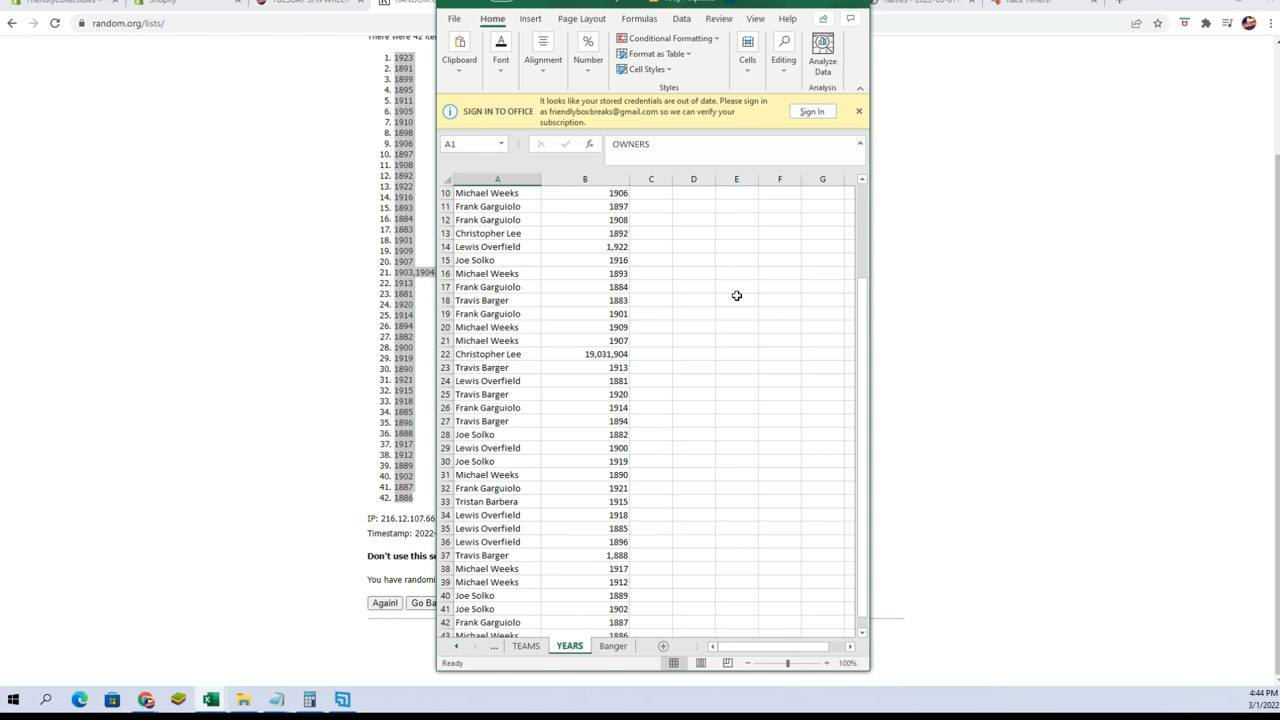 FriendlyCollectibles
Shopify
TUESDAY SHIPWREC
Race Timers!
random.org/lists/
1. 1923
2. 1891
3. 1899
4. 1895
5. 1911
6. 1905
7. 1910
8. 1898
9. 1906
10. 1897
11. 1908
12. 1892
13. 1922
14. 1916
15. 1893
16. 1884
17. 1883
18. 1901
19. 1909
20. 1907
21. 1903,1904
22. 1913
23. 1881
24. 1920
25. 1914
26. 1894
27. 1882
28. 1900
29. 1919
30. 1890
31. 1921
32. 1915
33. 1918
34. 1885
35. 1896
36. 1888
37. 1917
38. 1912
39. 1889
40. 1902
41. 1887
42. 1886
IP: 216.12.107.66
Timestamp: 2022-
Don't use this se
You have randomi
Again! Go Ba
File Home Insert Page Layout Formulas Data Review View Help
Clipboard Font Alignment Number
Conditional Formatting
Format as Table
Cell Styles
Styles
Cells Editing Analyze Data
Analysis
SIGN IN TO OFFICE
It looks like your stored credentials are out of date. Please sign in
as friendlyboxbreaks@gmail.com so we can verify your
subscription.
Sign In
A1 fx OWNERS
A B C D E F G
10 Michael Weeks 1906
11 Frank Garguiolo 1897
12 Frank Garguiolo 1908
13 Christopher Lee 1892
14 Lewis Overfield 1,922
15 Joe Solko 1916
16 Michael Weeks 1893
17 Frank Garguiolo 1884
18 Travis Barger 1883
19 Frank Garguiolo 1901
20 Michael Weeks 1909
21 Michael Weeks 1907
22 Christopher Lee 19,031,904
23 Travis Barger 1913
24 Lewis Overfield 1881
25 Travis Barger 1920
26 Frank Garguiolo 1914
27 Travis Barger 1894
28 Joe Solko 1882
29 Lewis Overfield 1900
30 Joe Solko 1919
31 Michael Weeks 1890
32 Frank Garguiolo 1921
33 Tristan Barbera 1915
34 Lewis Overfield 1918
35 Lewis Overfield 1885
36 Lewis Overfield 1896
37 Travis Barger 1,888
38 Michael Weeks 1917
39 Michael Weeks 1912
40 Joe Solko 1889
41 Joe Solko 1902
42 Frank Garguiolo 1887
43 Michael Weeks 1886
... TEAMS YEARS Banger
Ready 100%
4:44 PM
3/1/2022